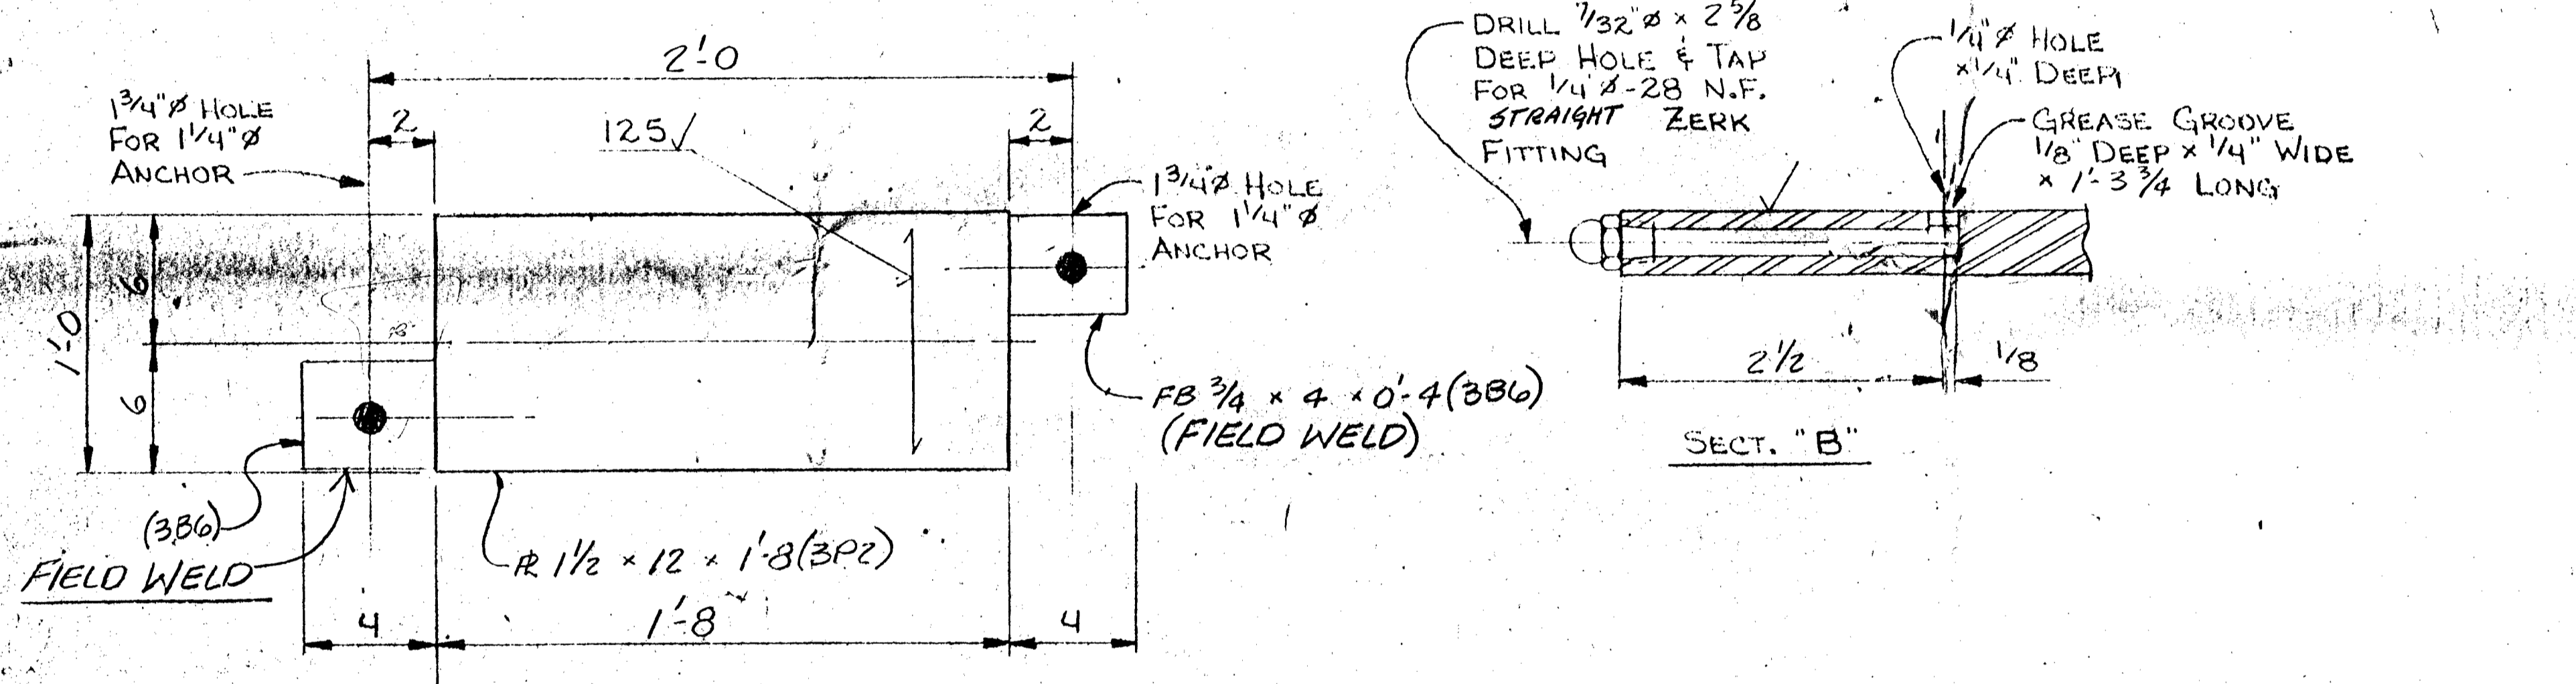 2'-0
1 3/4"Ø HOLE
FOR 1 1/4"Ø
ANCHOR
2
125√
2
1 3/4"Ø HOLE
FOR 1 1/4"Ø
ANCHOR
1'-0
6
6
FB 3/4 x 4 x 0'-4 (3B6)
(FIELD WELD)
(3B6)
FIELD WELD
PL 1 1/2 x 12 x 1'-8 (3P2)
4
1'-8
4
DRILL 7/32"Ø x 2 5/8
DEEP HOLE & TAP
FOR 1/4"Ø-28 N.F.
STRAIGHT ZERK
FITTING
1/4"Ø HOLE
x 1/4" DEEP
GREASE GROOVE
1/8" DEEP x 1/4" WIDE
x 1'-3 3/4 LONG
2 1/2
1/8
SECT. "B"